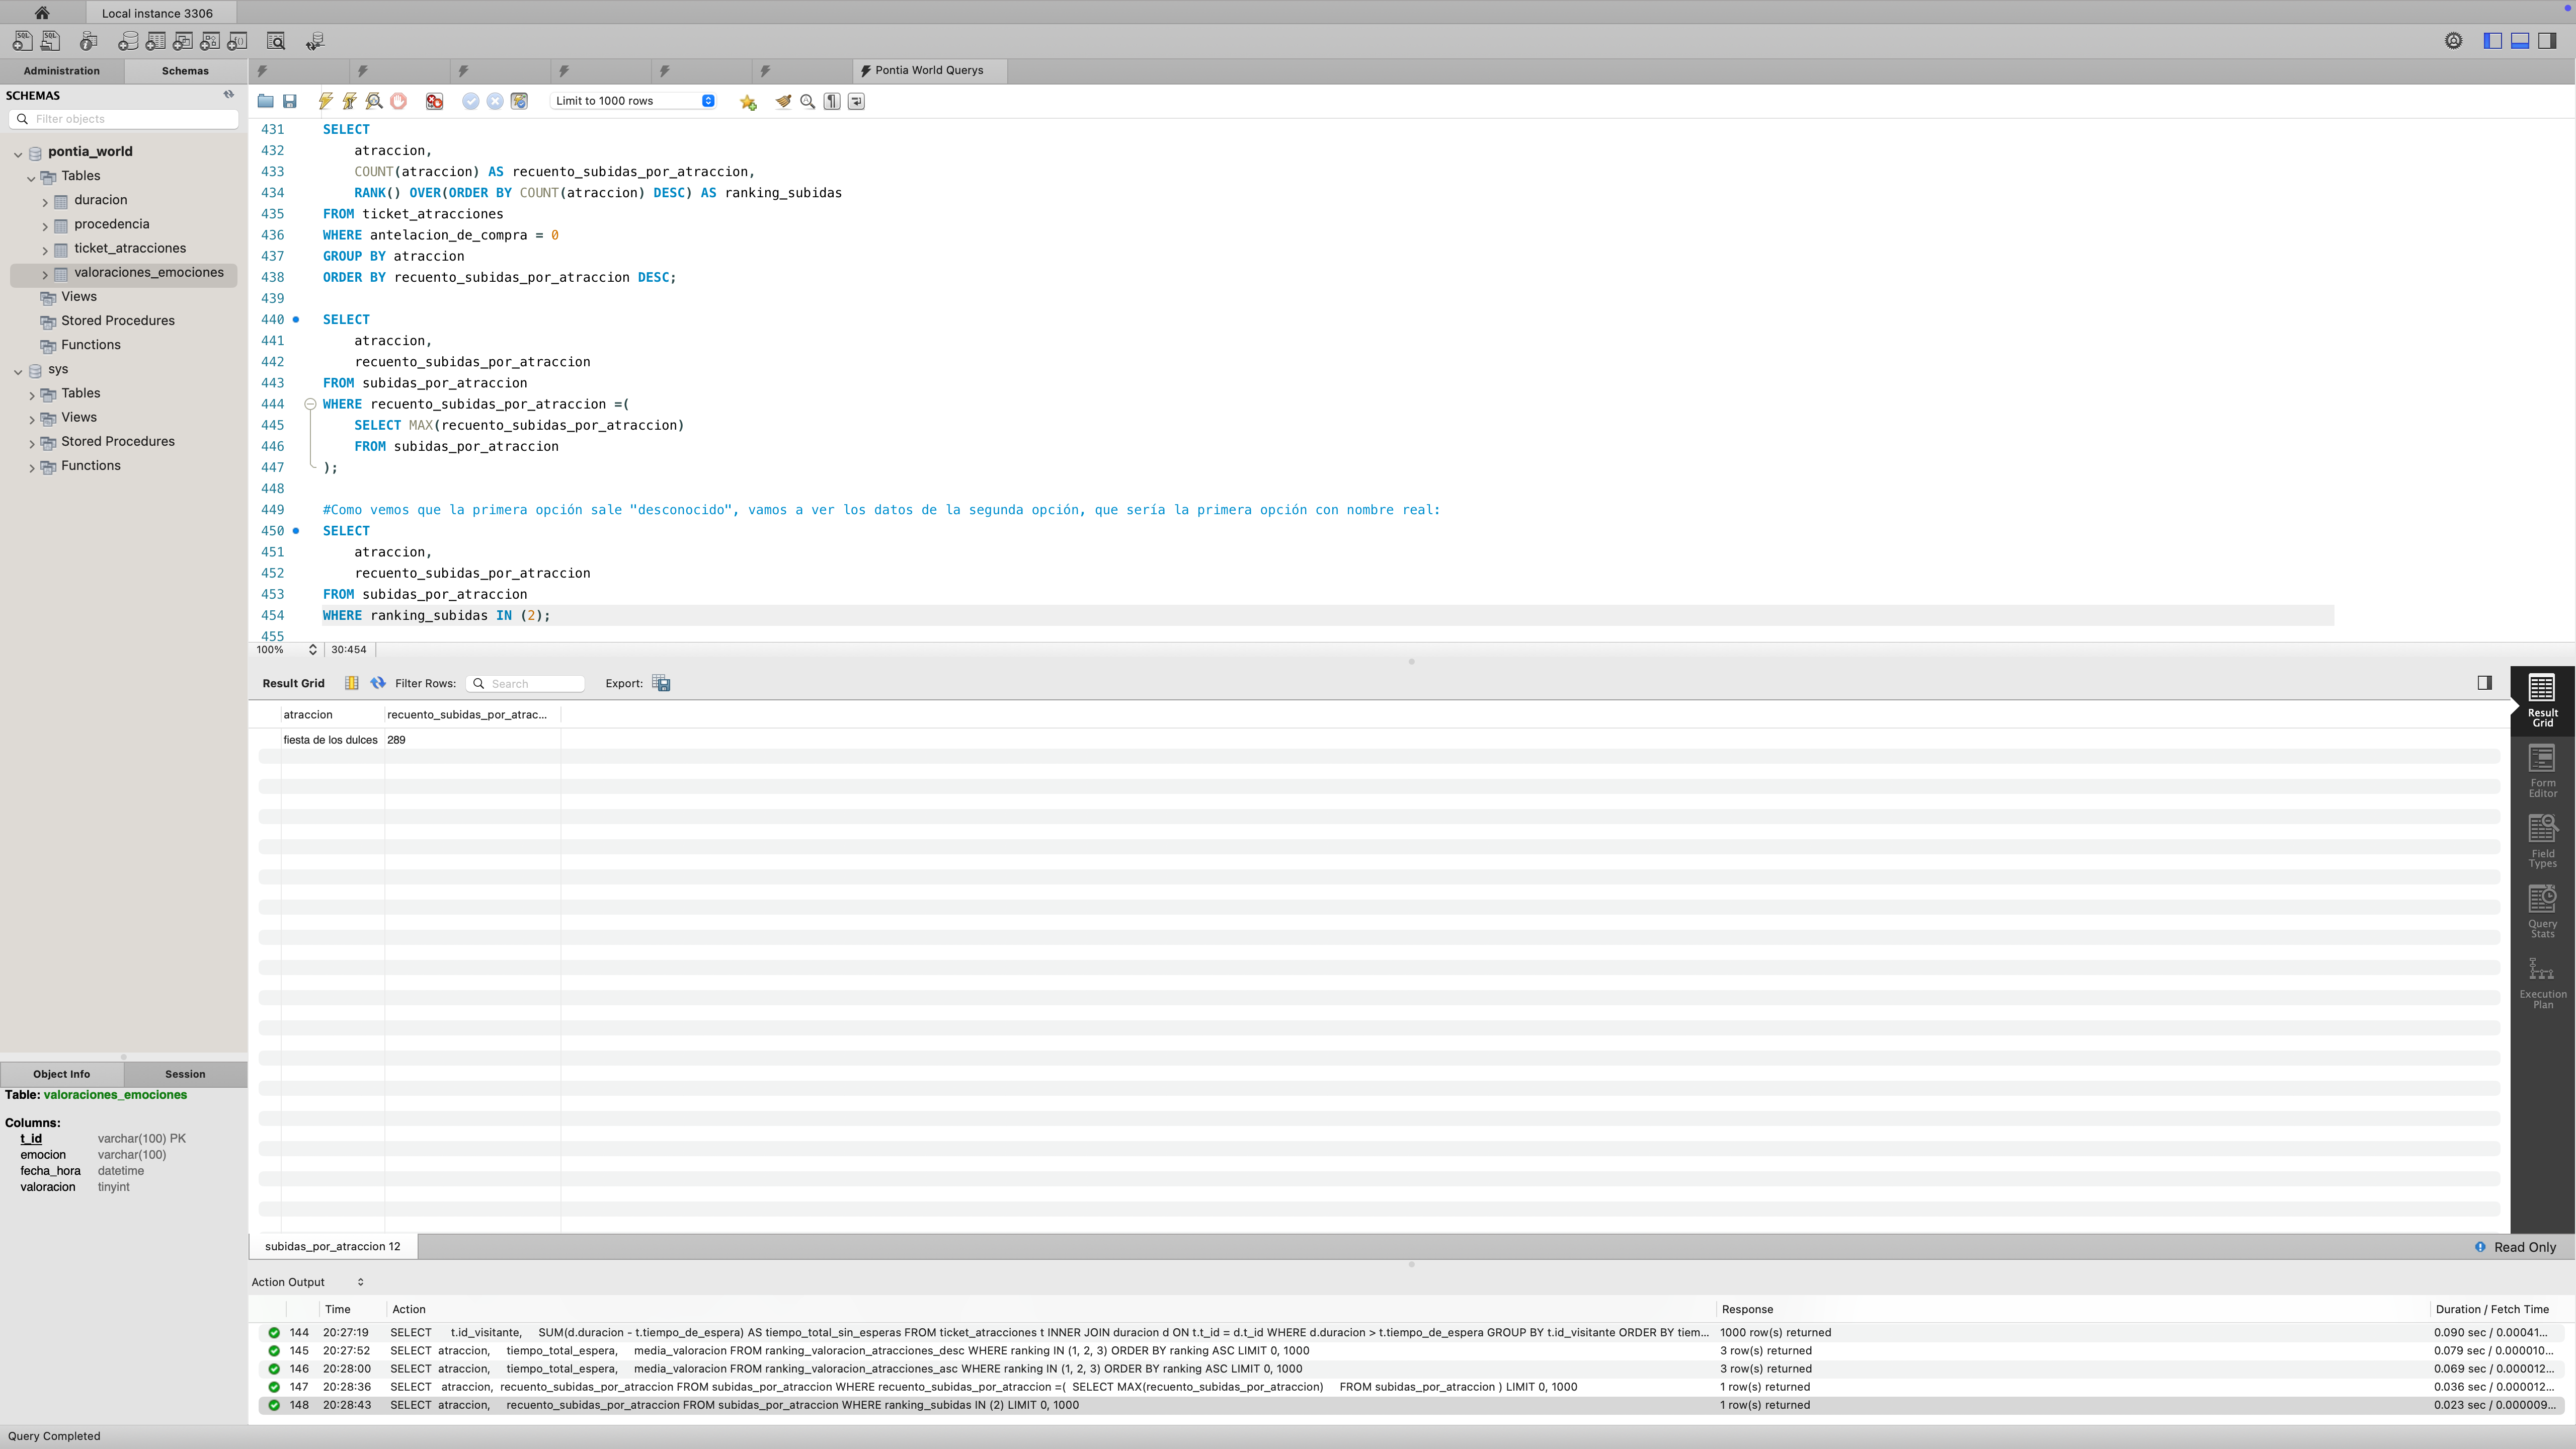 Local instance 3306
Administration
Schemas
Pontia World Querys
SCHEMAS
Filter objects
Limit to 1000 rows
pontia_world
Tables
duracion
procedencia
ticket_atracciones
valoraciones_emociones
Views
Stored Procedures
Functions
sys
Tables
Views
Stored Procedures
Functions
431 SELECT
432 atraccion,
433 COUNT(atraccion) AS recuento_subidas_por_atraccion,
434 RANK() OVER(ORDER BY COUNT(atraccion) DESC) AS ranking_subidas
435 FROM ticket_atracciones
436 WHERE antelacion_de_compra = 0
437 GROUP BY atraccion
438 ORDER BY recuento_subidas_por_atraccion DESC;
439
440 SELECT
441 atraccion,
442 recuento_subidas_por_atraccion
443 FROM subidas_por_atraccion
444 WHERE recuento_subidas_por_atraccion =(
445 SELECT MAX(recuento_subidas_por_atraccion)
446 FROM subidas_por_atraccion
447 );
448
449 #Como vemos que la primera opción sale "desconocido", vamos a ver los datos de la segunda opción, que sería la primera opción con nombre real:
450 SELECT
451 atraccion,
452 recuento_subidas_por_atraccion
453 FROM subidas_por_atraccion
454 WHERE ranking_subidas IN (2);
455
100% 30:454
Result Grid Filter Rows: Search Export:
atraccion recuento_subidas_por_atrac...
fiesta de los dulces 289
Result
Grid
Form
Editor
Field
Types
Query
Stats
Execution
Plan
Object Info
Session
Table: valoraciones_emociones
Columns:
t_id varchar(100) PK
emocion varchar(100)
fecha_hora datetime
valoracion tinyint
subidas_por_atraccion 12
Read Only
Action Output
Time Action Response Duration / Fetch Time
144 20:27:19 SELECT t.id_visitante, SUM(d.duracion - t.tiempo_de_espera) AS tiempo_total_sin_esperas FROM ticket_atracciones t INNER JOIN duracion d ON t.t_id = d.t_id WHERE d.duracion > t.tiempo_de_espera GROUP BY t.id_visitante ORDER BY tiem... 1000 row(s) returned 0.090 sec / 0.00041...
145 20:27:52 SELECT atraccion, tiempo_total_espera, media_valoracion FROM ranking_valoracion_atracciones_desc WHERE ranking IN (1, 2, 3) ORDER BY ranking ASC LIMIT 0, 1000 3 row(s) returned 0.079 sec / 0.000010...
146 20:28:00 SELECT atraccion, tiempo_total_espera, media_valoracion FROM ranking_valoracion_atracciones_asc WHERE ranking IN (1, 2, 3) ORDER BY ranking ASC LIMIT 0, 1000 3 row(s) returned 0.069 sec / 0.000012...
147 20:28:36 SELECT atraccion, recuento_subidas_por_atraccion FROM subidas_por_atraccion WHERE recuento_subidas_por_atraccion =( SELECT MAX(recuento_subidas_por_atraccion) FROM subidas_por_atraccion ) LIMIT 0, 1000 1 row(s) returned 0.036 sec / 0.000012...
148 20:28:43 SELECT atraccion, recuento_subidas_por_atraccion FROM subidas_por_atraccion WHERE ranking_subidas IN (2) LIMIT 0, 1000 1 row(s) returned 0.023 sec / 0.000009...
Query Completed